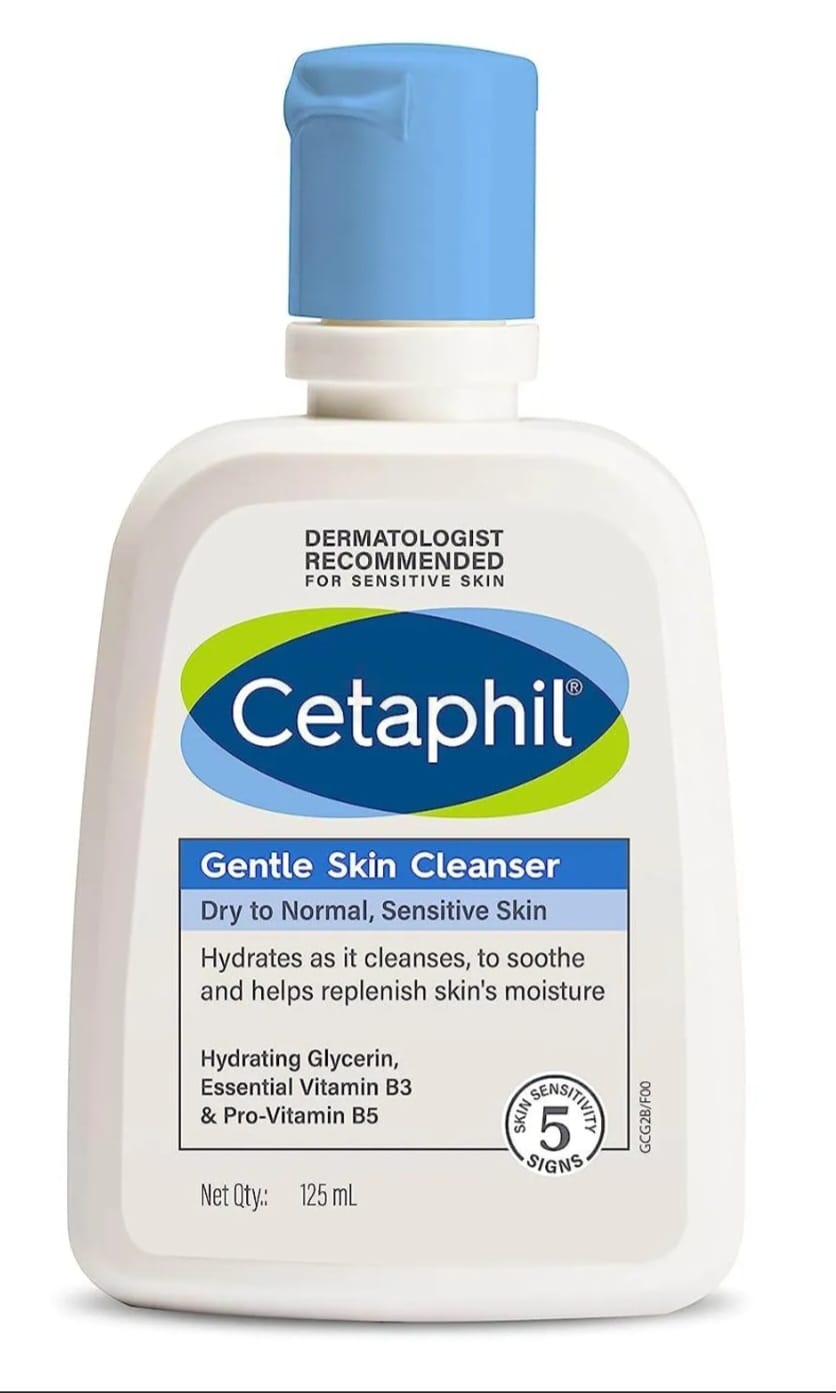 DERMATOLOGIST
RECOMMENDED
FOR SENSITIVE SKIN
Cetaphil®
Gentle Skin Cleanser
Dry to Normal, Sensitive Skin
Hydrates as it cleanses, to soothe
and helps replenish skin's moisture
Hydrating Glycerin,
Essential Vitamin B3
& Pro-Vitamin B5
SKIN SENSITIVITY
5
SIGNS
GCG2B/F00
Net Qty.: 125 mL